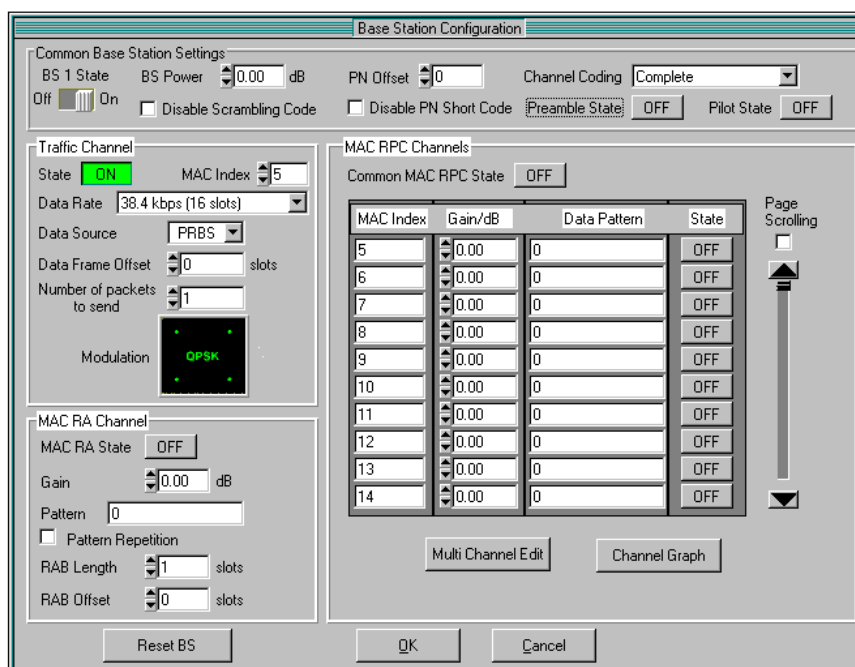 Base Station Configuration
Common Base Station Settings
BS 1 State
Off On
BS Power 0.00 dB
PN Offset 0
Channel Coding Complete
Disable Scrambling Code
Disable PN Short Code
Preamble State OFF
Pilot State OFF
Traffic Channel
State ON
MAC Index 5
Data Rate 38.4 kbps (16 slots)
Data Source PRBS
Data Frame Offset 0 slots
Number of packets
to send 1
Modulation QPSK
MAC RA Channel
MAC RA State OFF
Gain 0.00 dB
Pattern 0
Pattern Repetition
RAB Length 1 slots
RAB Offset 0 slots
MAC RPC Channels
Common MAC RPC State OFF
MAC Index Gain/dB Data Pattern State
5 0.00 0 OFF
6 0.00 0 OFF
7 0.00 0 OFF
8 0.00 0 OFF
9 0.00 0 OFF
10 0.00 0 OFF
11 0.00 0 OFF
12 0.00 0 OFF
13 0.00 0 OFF
14 0.00 0 OFF
Page
Scrolling
Multi Channel Edit
Channel Graph
Reset BS
OK
Cancel